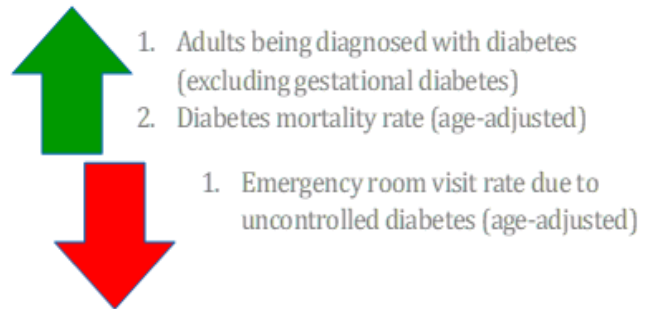 1. Adults being diagnosed with diabetes
(excluding gestational diabetes)
2. Diabetes mortality rate (age-adjusted)
1. Emergency room visit rate due to
uncontrolled diabetes (age-adjusted)